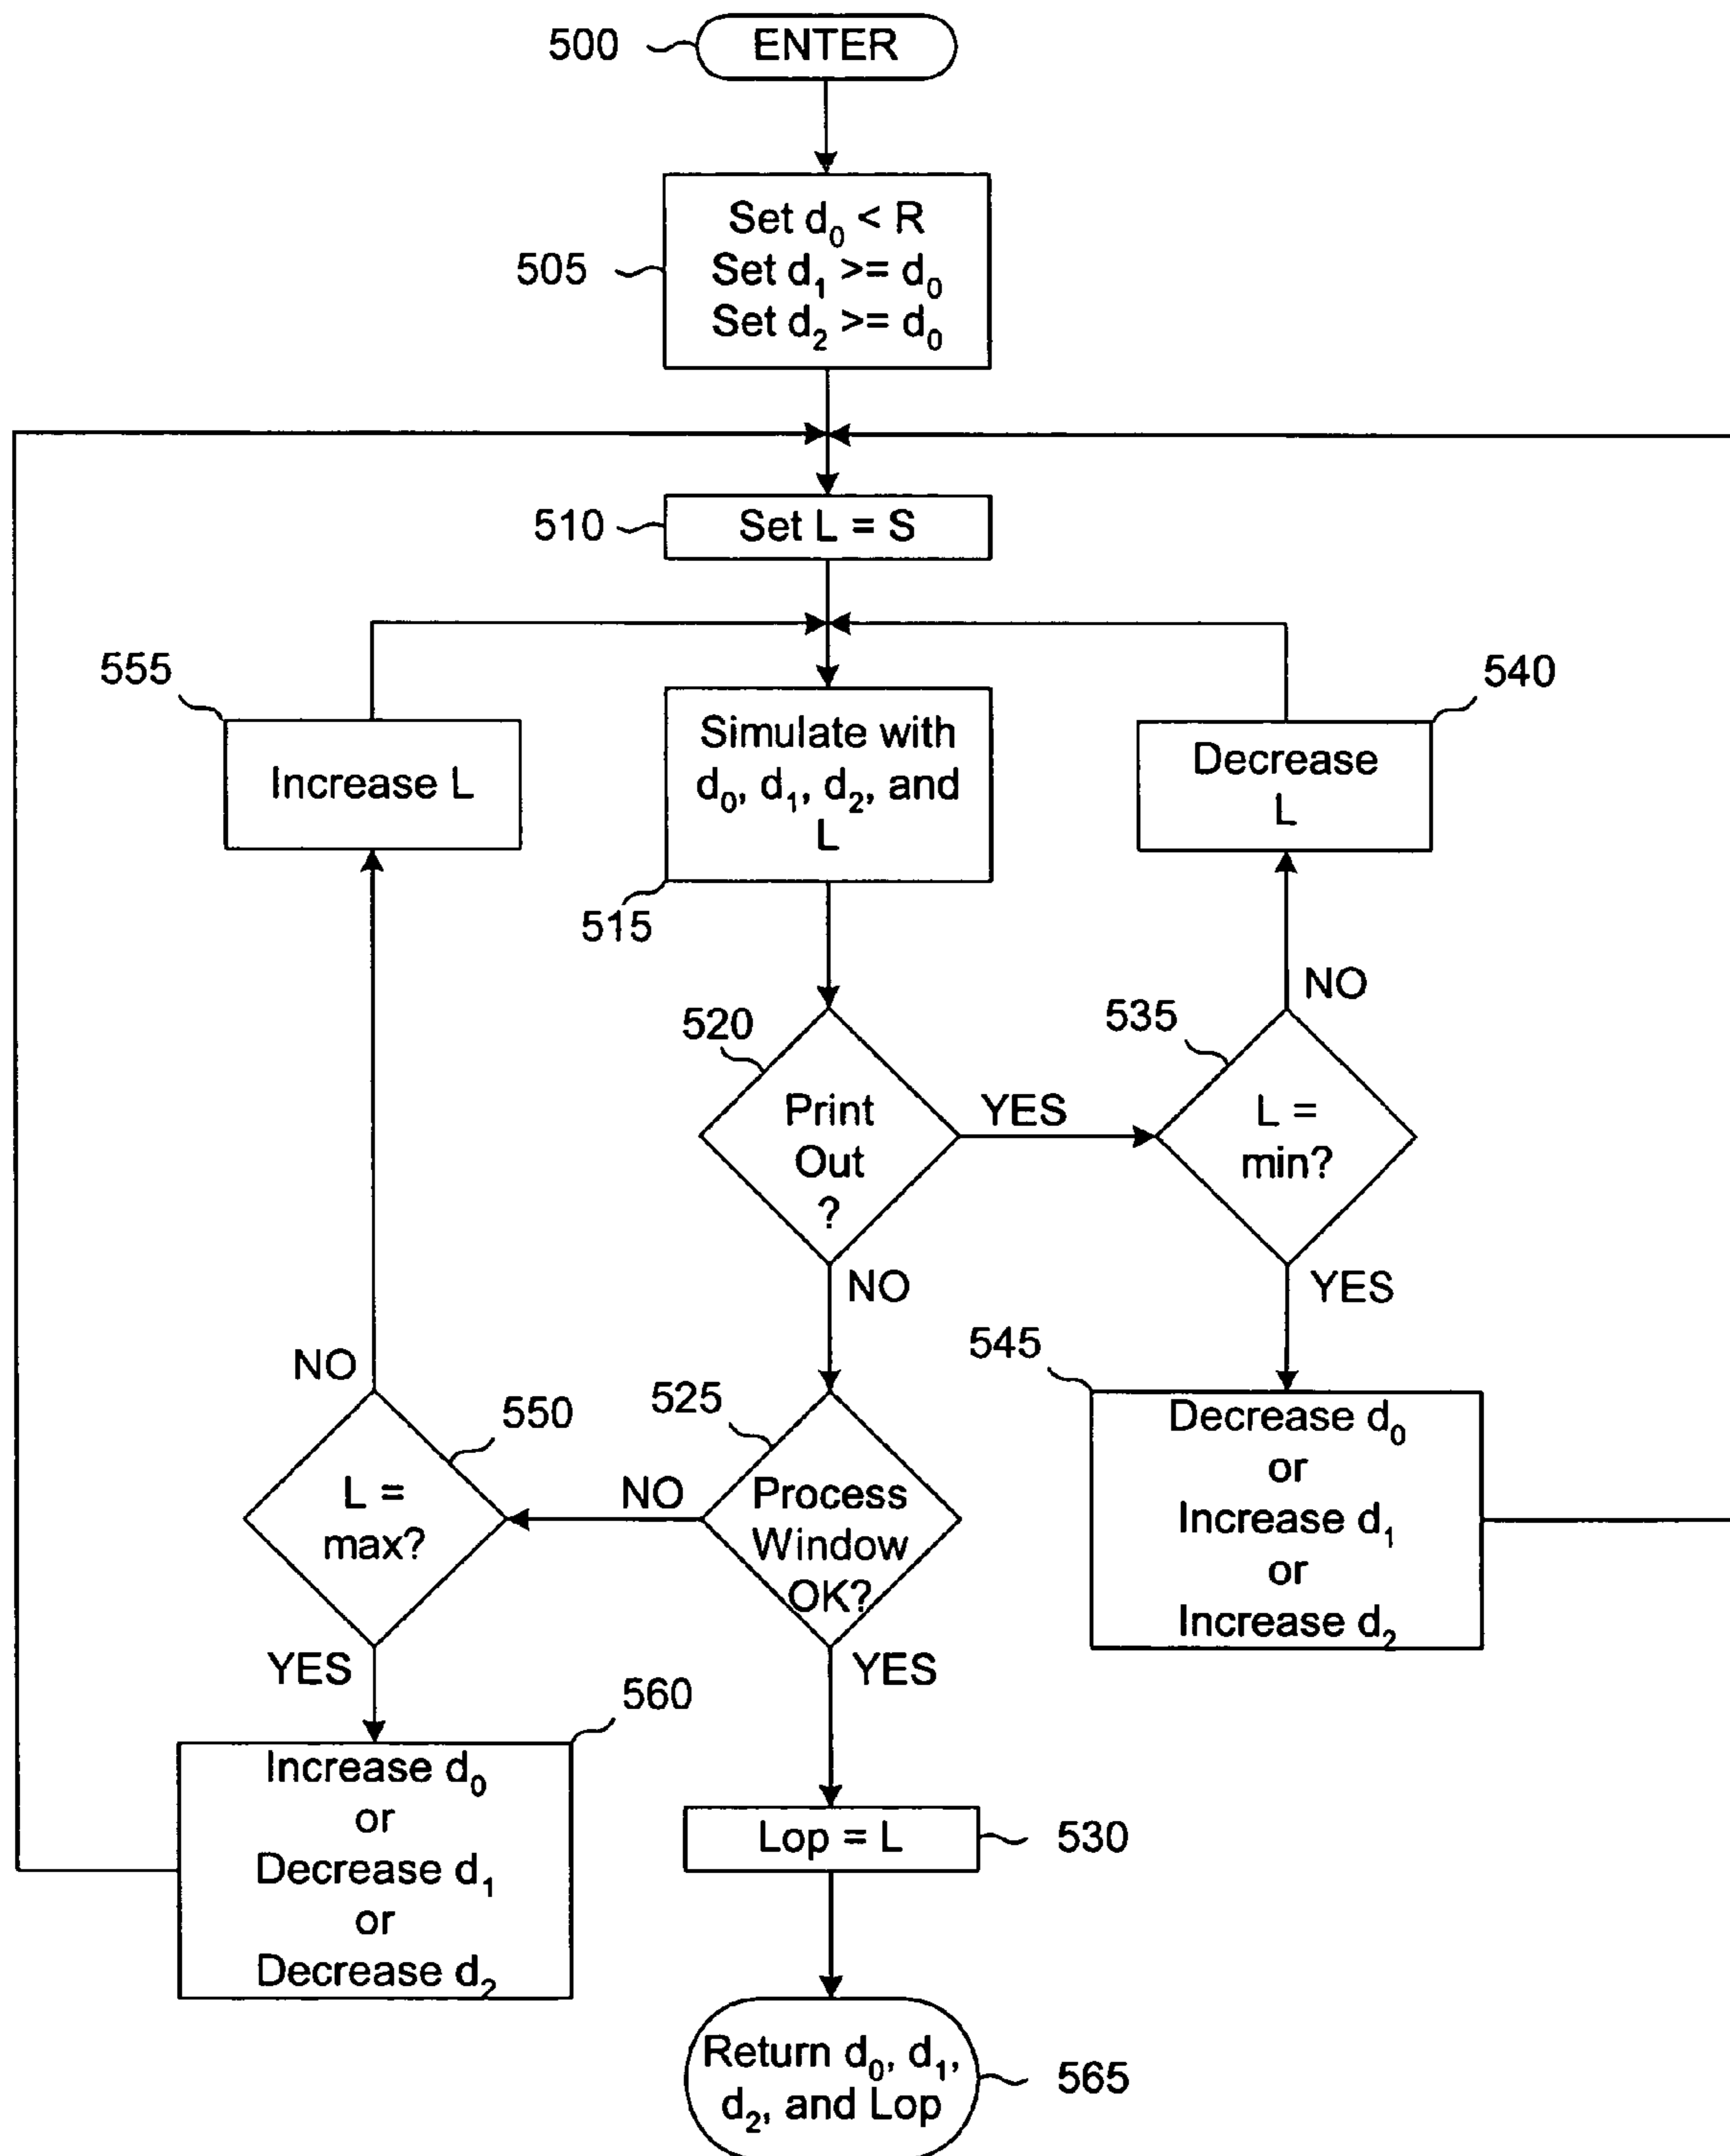 500
ENTER
505
Set d₀ < R
Set d₁ >= d₀
Set d₂ >= d₀
510
Set L = S
555
Increase L
Simulate with
d₀, d₁, d₂, and
L
515
540
Decrease
L
NO
520
Print
Out
?
YES
535
L =
min?
NO
YES
NO
550
L =
max?
525
NO
Process
Window
OK?
545
Decrease d₀
or
Increase d₁
or
Increase d₂
YES
YES
560
Increase d₀
or
Decrease d₁
or
Decrease d₂
Lop = L
530
Return d₀, d₁,
d₂, and Lop
565